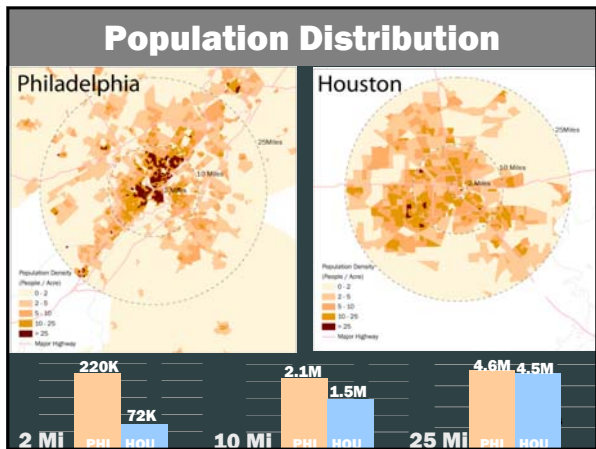 Population Distribution
Philadelphia
25Miles
10 Miles
Miles
Population Density
(People / Acre)
0 - 2
2 - 5
5 - 10
10 - 25
> 25
Major Highway
Houston
25Miles
10 Miles
2 Miles
Population Density
(People / Acre)
0 - 2
2 - 5
5 - 10
10 - 25
> 25
Major Highway
220K
72K
2 Mi PHI HOU
2.1M
1.5M
10 Mi PHI HOU
4.6M 4.5M
25 Mi PHI HOU